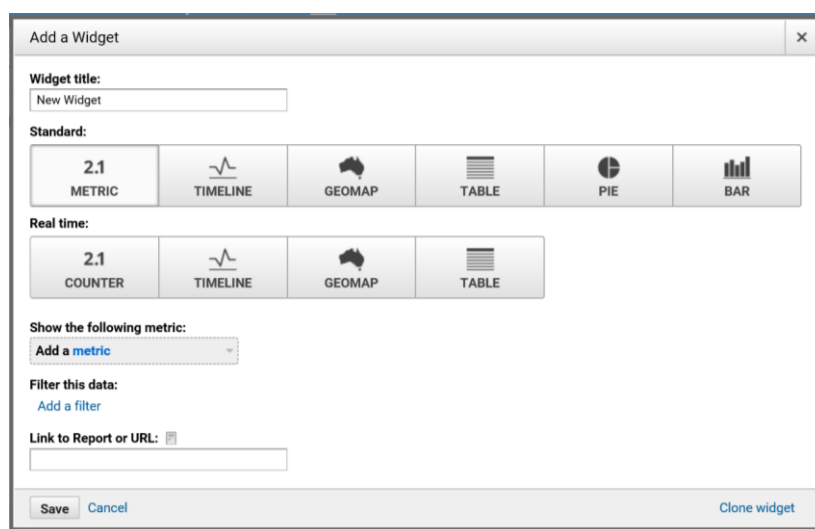 Add a Widget
Widget title:
New Widget
Standard:
2.1 METRIC
TIMELINE
GEOMAP
TABLE
PIE
BAR
Real time:
2.1 COUNTER
TIMELINE
GEOMAP
TABLE
Show the following metric:
Add a metric
Filter this data:
Add a filter
Link to Report or URL:
Save Cancel Clone widget